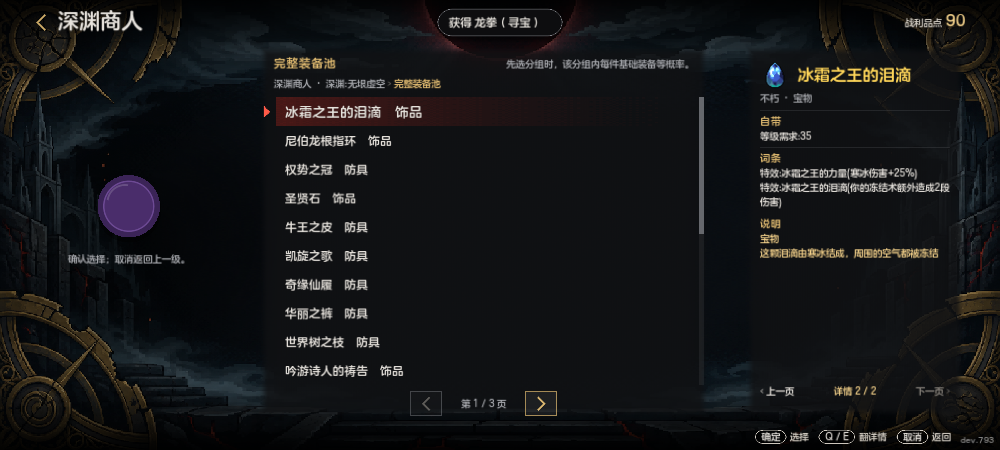 深渊商人
获得 龙拳（寻宝）
战利品点 90
完整装备池
先选分组时，该分组内每件基础装备等概率。
深渊商人 · 深渊:无垠虚空 › 完整装备池
冰霜之王的泪滴 饰品
尼伯龙根指环 饰品
权势之冠 防具
圣贤石 饰品
牛王之皮 防具
凯旋之歌 防具
奇缘仙履 防具
华丽之裤 防具
世界树之枝 防具
吟游诗人的祷告 饰品
第 1 / 3 页
确认选择；取消返回上一级。
冰霜之王的泪滴
不朽 · 宝物
自带
等级需求:35
词条
特效:冰霜之王的力量(寒冰伤害+25%)
特效:冰霜之王的泪滴(你的冻结术额外造成2段
伤害)
说明
宝物
这颗泪滴由寒冰结成，周围的空气都被冻结
‹ 上一页 详情 2 / 2 下一页 ›
确定 选择 Q / E 翻详情 取消 返回 dev.793